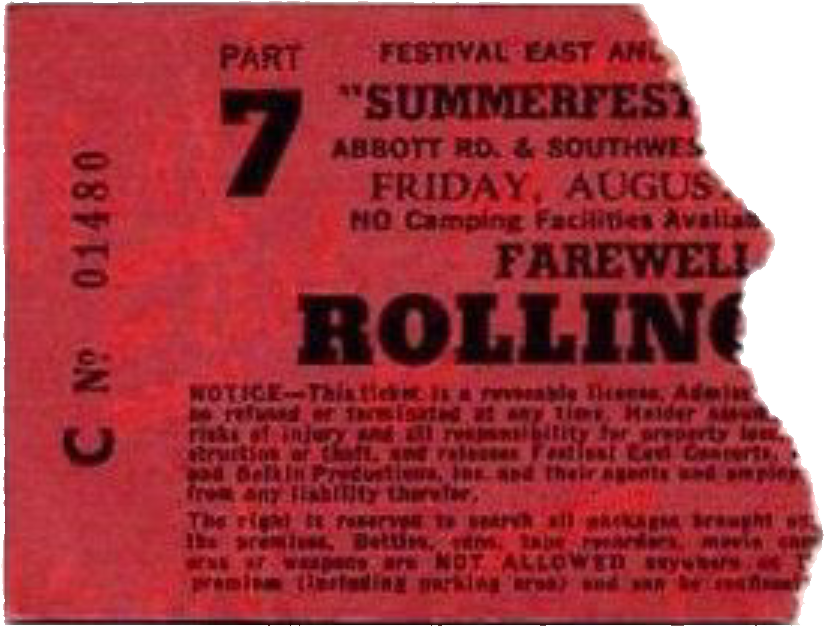 PART
7
FESTIVAL EAST AND
"SUMMERFEST
ABBOTT RD. & SOUTHWES
FRIDAY, AUGUS
NO Camping Facilities Availab
FAREWELL
ROLLING
C No 01480
NOTICE—This ticket is a revocable license. Admis
be refused or terminated at any time. Holder assum
risks of injury and all responsibility for property loss,
struction or theft, and releases Festival East Concerts,
and Belkin Productions, Inc. and their agents and employ
from any liability therefor.
The right is reserved to search all packages brought
the premises. Bottles, cans, tape recorders, movie cam
eras or weapons are NOT ALLOWED anywhere on
premises (including parking area) and can be confiscat